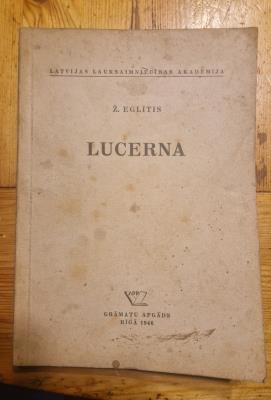 LATVIJAS LAUKSAIMNIECĪBAS AKADĒMIJA
Ž. EGLĪTIS
LUCERNA
GRĀMATU APGĀDS
RĪGĀ 1946